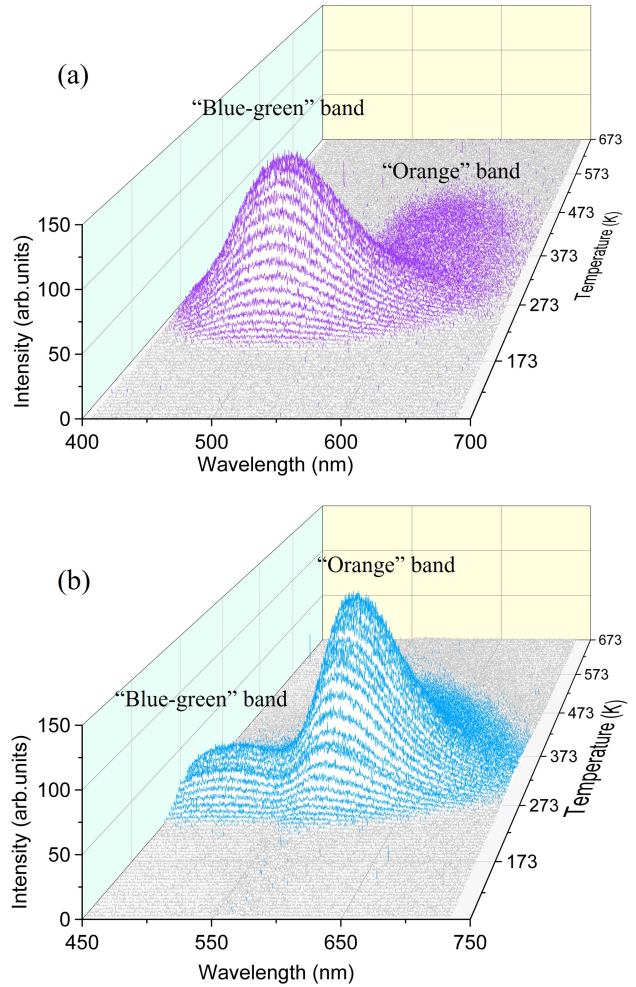 (a)
“Blue-green” band
“Orange” band
673
573
473
373
273
173
Temperature (K)
150
100
50
0
Intensity (arb.units)
400
500
600
700
Wavelength (nm)
(b)
“Orange” band
“Blue-green” band
673
573
473
373
273
173
Temperature (K)
150
100
50
0
Intensity (arb.units)
450
550
650
750
Wavelength (nm)